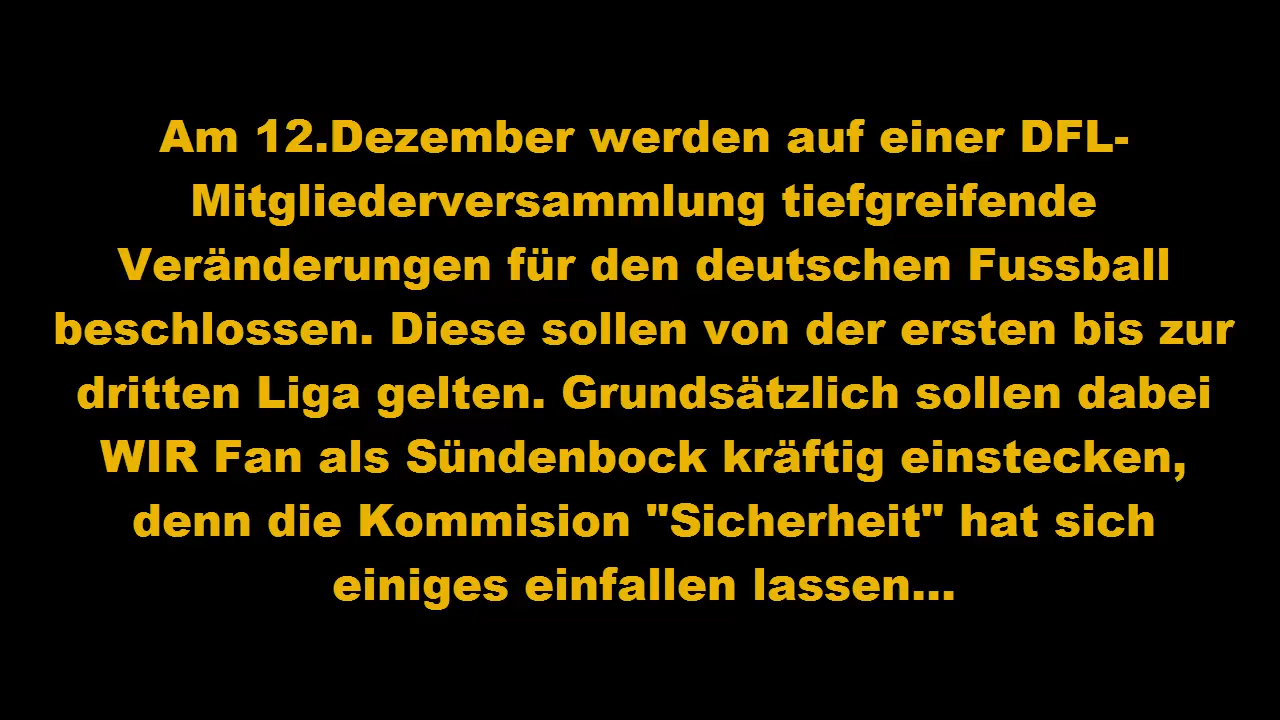 Am 12.Dezember werden auf einer DFL-
Mitgliederversammlung tiefgreifende
Veränderungen für den deutschen Fussball
beschlossen. Diese sollen von der ersten bis zur
dritten Liga gelten. Grundsätzlich sollen dabei
WIR Fan als Sündenbock kräftig einstecken,
denn die Kommision "Sicherheit" hat sich
einiges einfallen lassen...